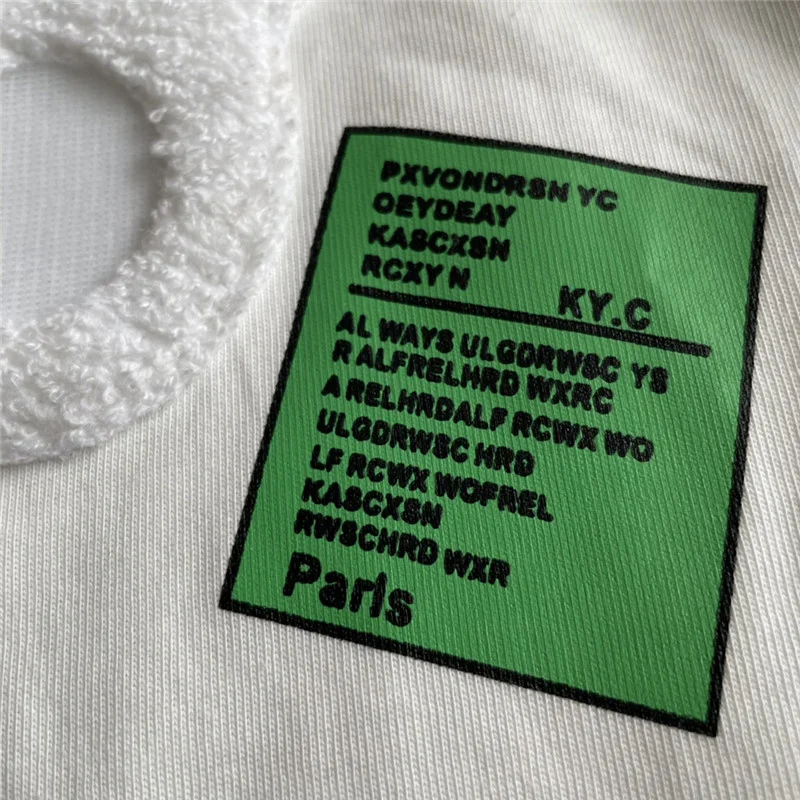 PXVONDRSN YC
OEYDEAY
KASCXSN
RCXY N
KY.C
AL WAYS ULGDRWSC YS
R ALFRELHRD WXRC
A RELHRDALF RCWX WO
ULGDRWSC HRD
LF RCWX WOFREL
KASCXSN
RWSCHRD WXR
Paris